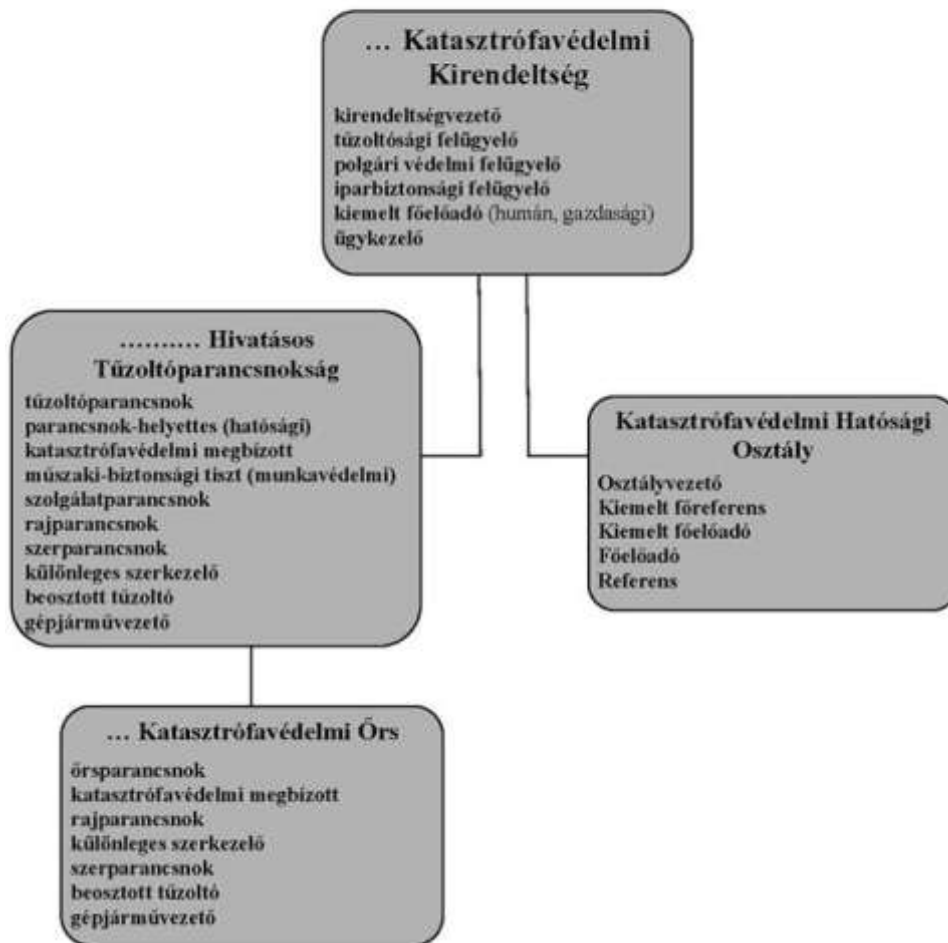 … Katasztrófavédelmi
Kirendeltség
kirendeltségvezető
tűzoltósági felügyelő
polgári védelmi felügyelő
iparbiztonsági felügyelő
kiemelt főelőadó (humán, gazdasági)
ügykezelő
………. Hivatásos
Tűzoltóparancsnokság
tűzoltóparancsnok
parancsnok-helyettes (hatósági)
katasztrófavédelmi megbízott
műszaki-biztonsági tiszt (munkavédelmi)
szolgálatparancsnok
rajparancsnok
szerparancsnok
különleges szerkezelő
beosztott tűzoltó
gépjárművezető
Katasztrófavédelmi Hatósági
Osztály
Osztályvezető
Kiemelt főreferens
Kiemelt főelőadó
Főelőadó
Referens
… Katasztrófavédelmi Őrs
őrsparancsnok
katasztrófavédelmi megbízott
rajparancsnok
különleges szerkezelő
szerparancsnok
beosztott tűzoltó
gépjárművezető